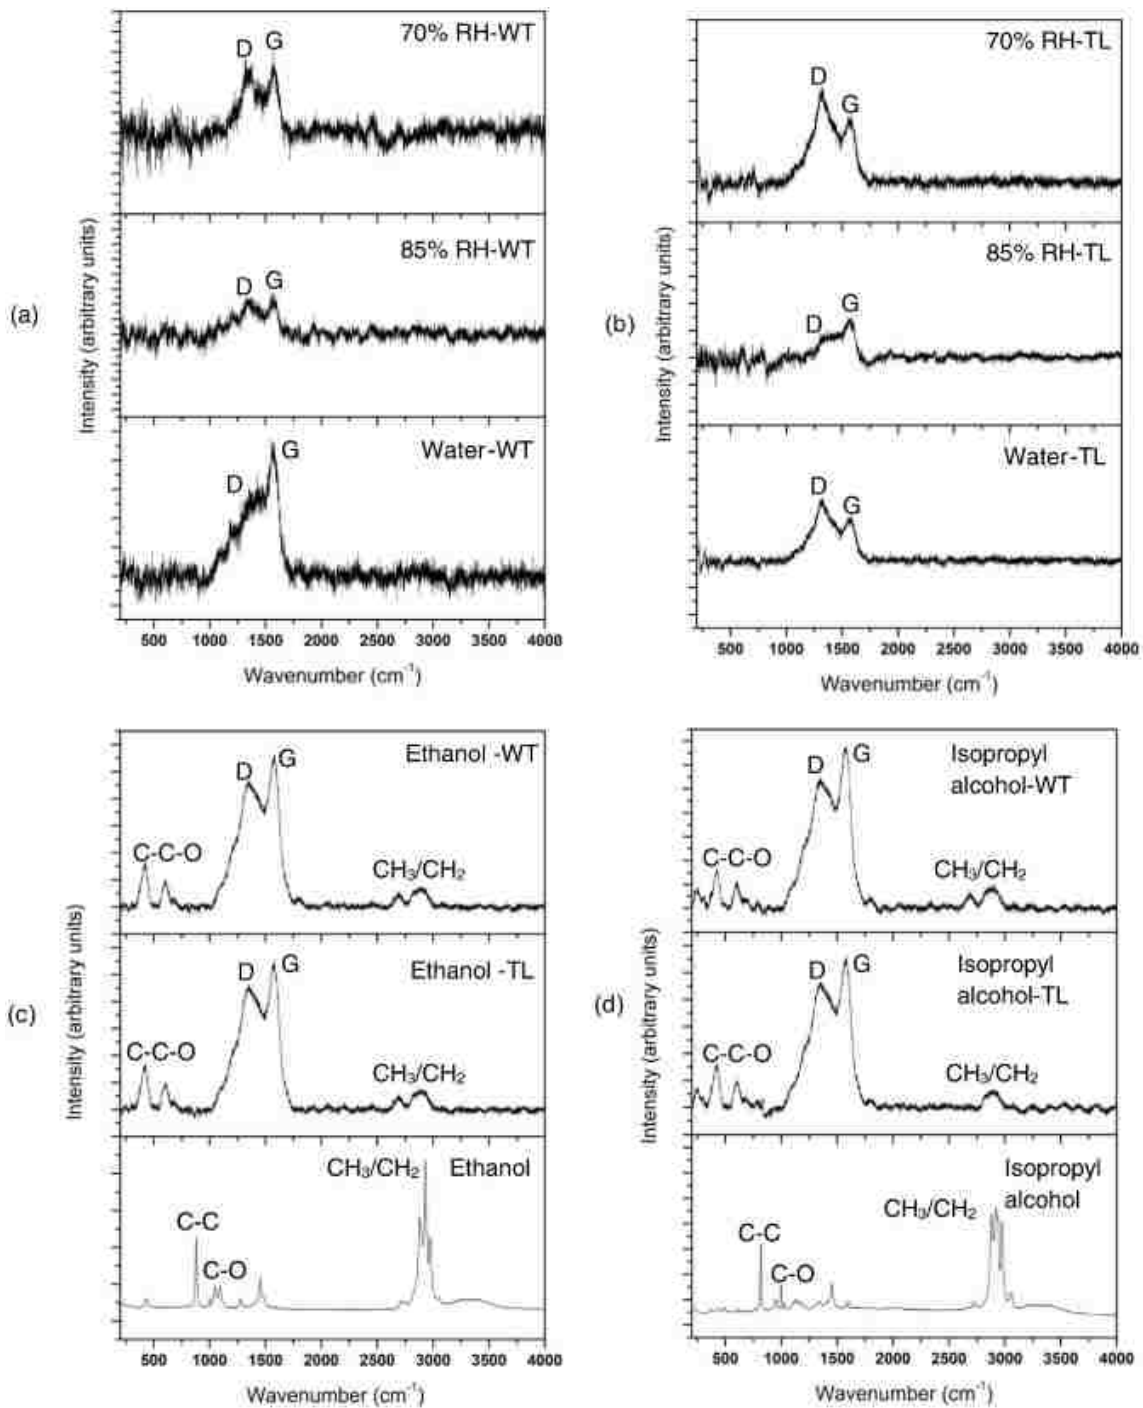 (a)
Intensity (arbitrary units)
70% RH-WT
D G
85% RH-WT
D G
Water-WT
D G
500 1000 1500 2000 2500 3000 3500 4000
Wavenumber (cm⁻¹)
(b)
Intensity (arbitrary units)
70% RH-TL
D G
85% RH-TL
D G
Water-TL
D G
500 1000 1500 2000 2500 3000 3500 4000
Wavenumber (cm⁻¹)
(c)
Intensity (arbitrary units)
Ethanol -WT
D G
C-C-O
CH₃/CH₂
Ethanol -TL
D G
C-C-O
CH₃/CH₂
CH₃/CH₂ Ethanol
C-C
C-O
500 1000 1500 2000 2500 3000 3500 4000
Wavenumber (cm⁻¹)
(d)
Intensity (arbitrary units)
Isopropyl
alcohol-WT
D G
C-C-O
CH₃/CH₂
Isopropyl
alcohol-TL
D G
C-C-O
CH₃/CH₂
Isopropyl
alcohol
CH₃/CH₂
C-C
C-O
500 1000 1500 2000 2500 3000 3500 4000
Wavenumber (cm⁻¹)